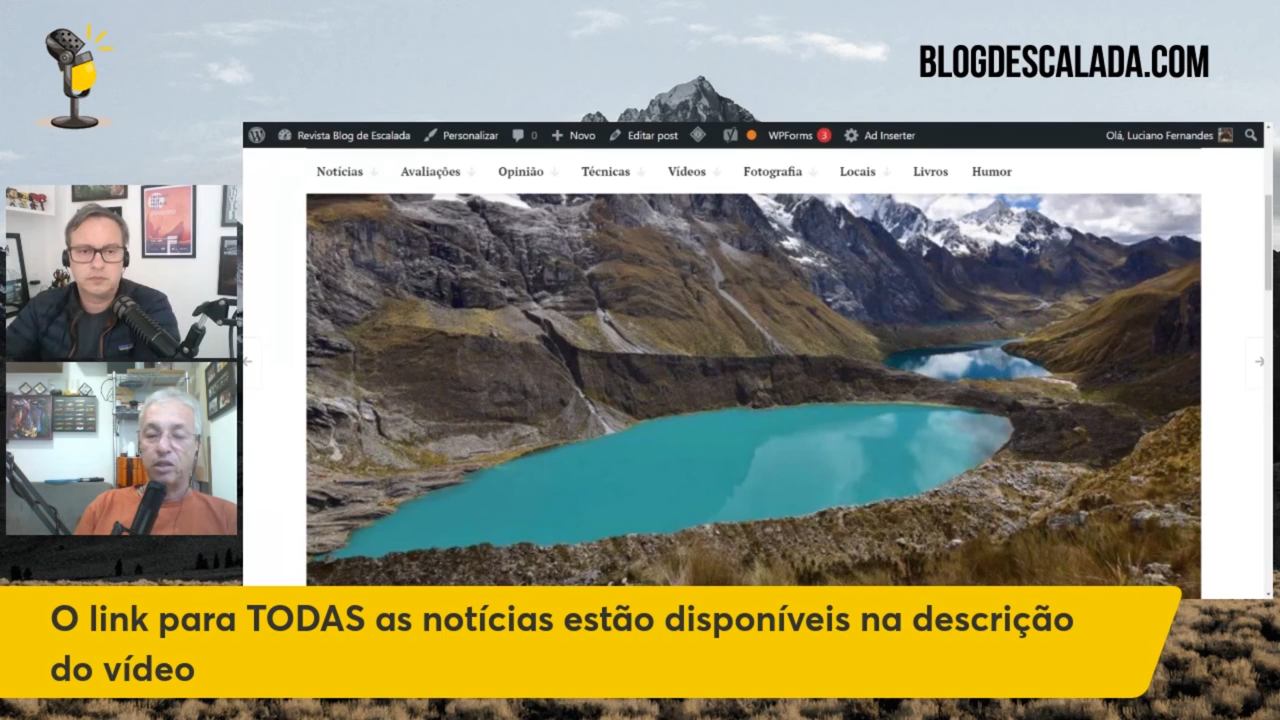 BLOGDESCALADA.COM
Revista Blog de Escalada Personalizar 0 Novo Editar post WPForms 3 Ad Inserter Olá, Luciano Fernandes
Notícias Avaliações Opinião Técnicas Vídeos Fotografia Locais Livros Humor
O link para TODAS as notícias estão disponíveis na descrição
do vídeo